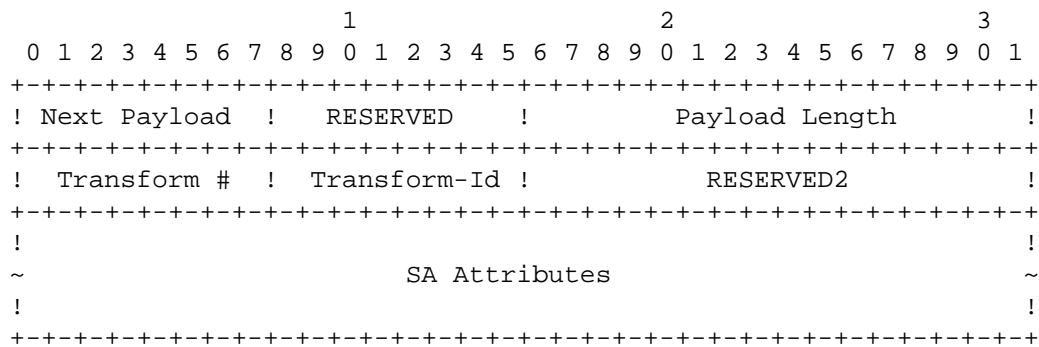 1                   2                   3
 0 1 2 3 4 5 6 7 8 9 0 1 2 3 4 5 6 7 8 9 0 1 2 3 4 5 6 7 8 9 0 1
+-+-+-+-+-+-+-+-+-+-+-+-+-+-+-+-+-+-+-+-+-+-+-+-+-+-+-+-+-+-+-+-+
! Next Payload  !   RESERVED    !         Payload Length        !
+-+-+-+-+-+-+-+-+-+-+-+-+-+-+-+-+-+-+-+-+-+-+-+-+-+-+-+-+-+-+-+-+
!  Transform #  !  Transform-Id !           RESERVED2           !
+-+-+-+-+-+-+-+-+-+-+-+-+-+-+-+-+-+-+-+-+-+-+-+-+-+-+-+-+-+-+-+-+
!                                                               !
~                        SA Attributes                          ~
!                                                               !
+-+-+-+-+-+-+-+-+-+-+-+-+-+-+-+-+-+-+-+-+-+-+-+-+-+-+-+-+-+-+-+-+